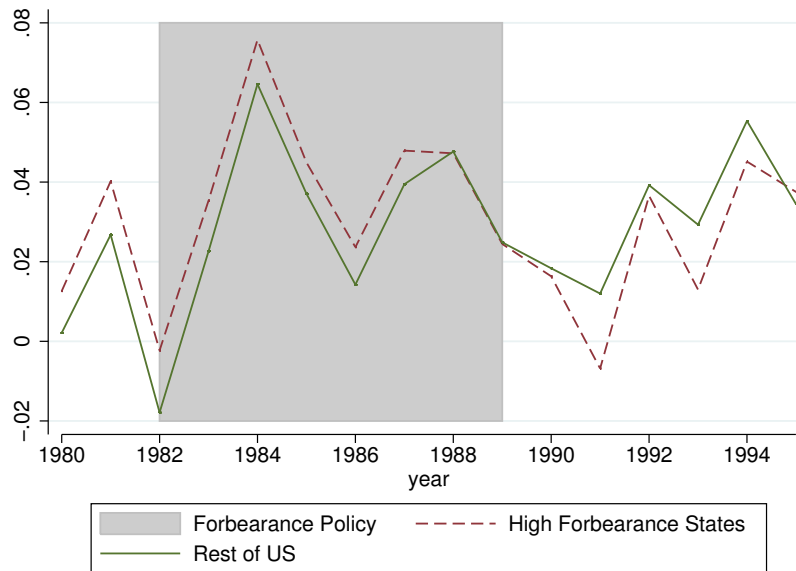 .08
.06
.04
.02
0
-.02
1980 1982 1984 1986 1988 1990 1992 1994
year
Forbearance Policy High Forbearance States
Rest of US